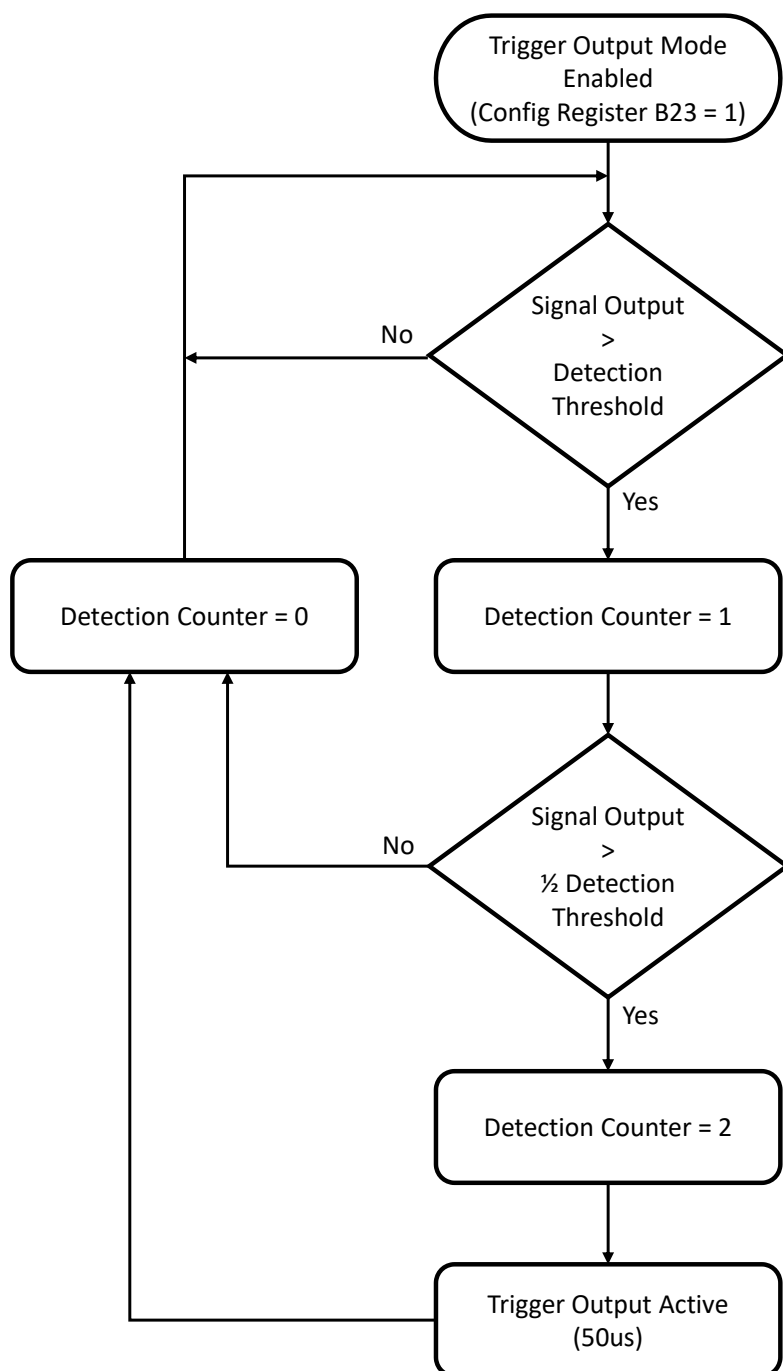 Trigger Output Mode
Enabled
(Config Register B23 = 1)
Signal Output
>
Detection
Threshold
No
Yes
Detection Counter = 0
Detection Counter = 1
Signal Output
>
½ Detection
Threshold
No
Yes
Detection Counter = 2
Trigger Output Active
(50us)